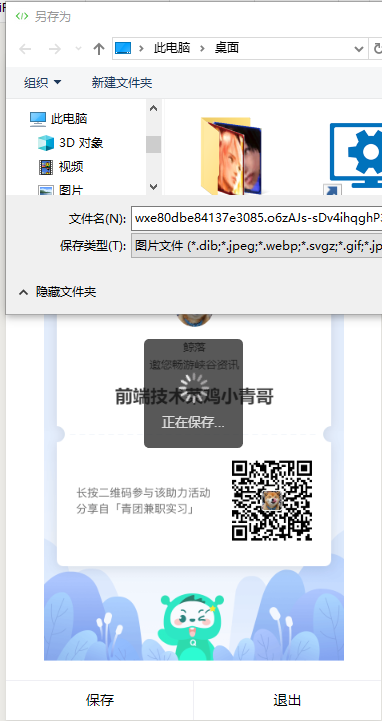 另存为
此电脑
桌面
组织
新建文件夹
此电脑
3D 对象
视频
图片
文件名(N):
wxe80dbe84137e3085.o6zAJs-sDv4ihqghP
保存类型(T):
图片文件 (*.dib;*.jpeg;*.webp;*.svgz;*.gif;*.jp
隐藏文件夹
鲸落
邀您畅游峡谷资讯
前端技术菜鸡小青哥
正在保存...
长按二维码参与该助力活动
分享自「青团兼职实习」
保存
退出